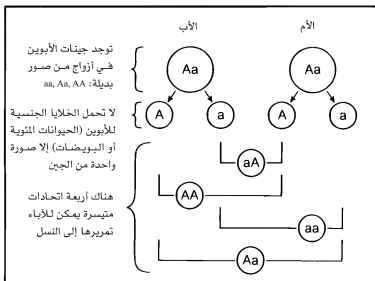 الأم
الأب
توجد جينات الأبوين
في أزواج من صور
بديلة: aa, Aa, AA
Aa
Aa
لا تحمل الخلايا الجنسية
للأبوين (الحيوانات المنوية
أو البويضات) إلا صورة
واحدة من الجين
a
A
a
A
هناك أربعة اتحادات
متيسرة يمكن للآباء
تمريرها إلى النسل
aA
AA
aa
Aa